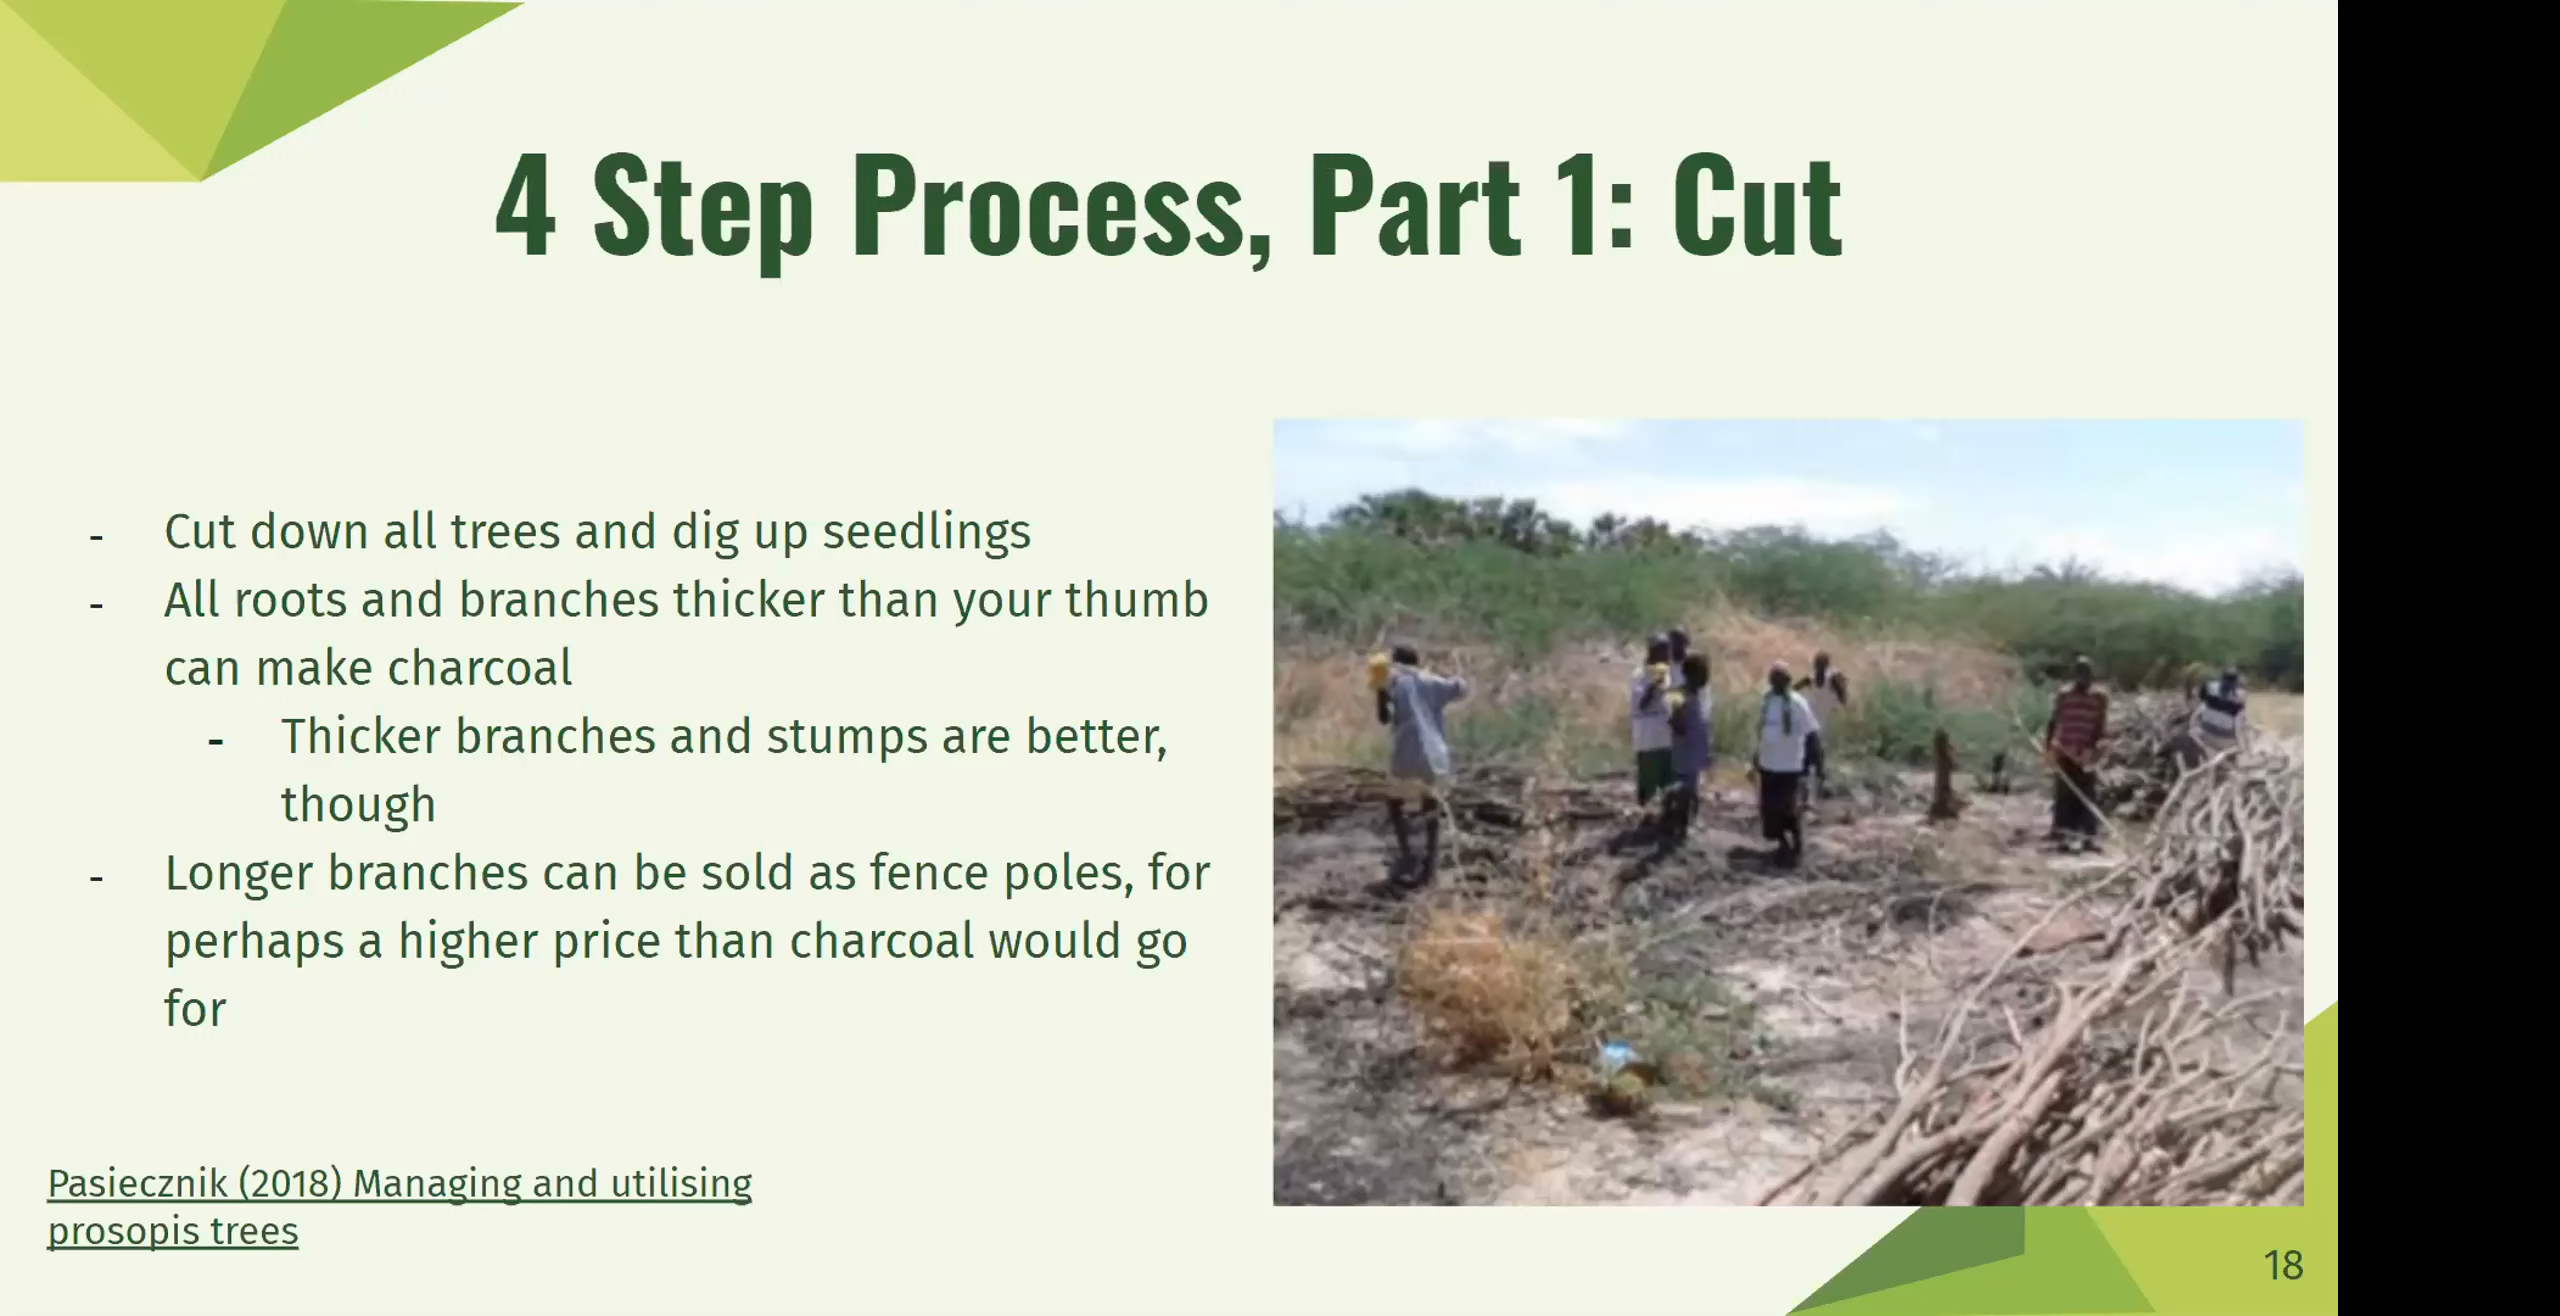 4 Step Process, Part 1: Cut
- Cut down all trees and dig up seedlings
- All roots and branches thicker than your thumb
can make charcoal
- Thicker branches and stumps are better,
though
- Longer branches can be sold as fence poles, for
perhaps a higher price than charcoal would go
for
Pasiecznik (2018) Managing and utilising
prosopis trees
18